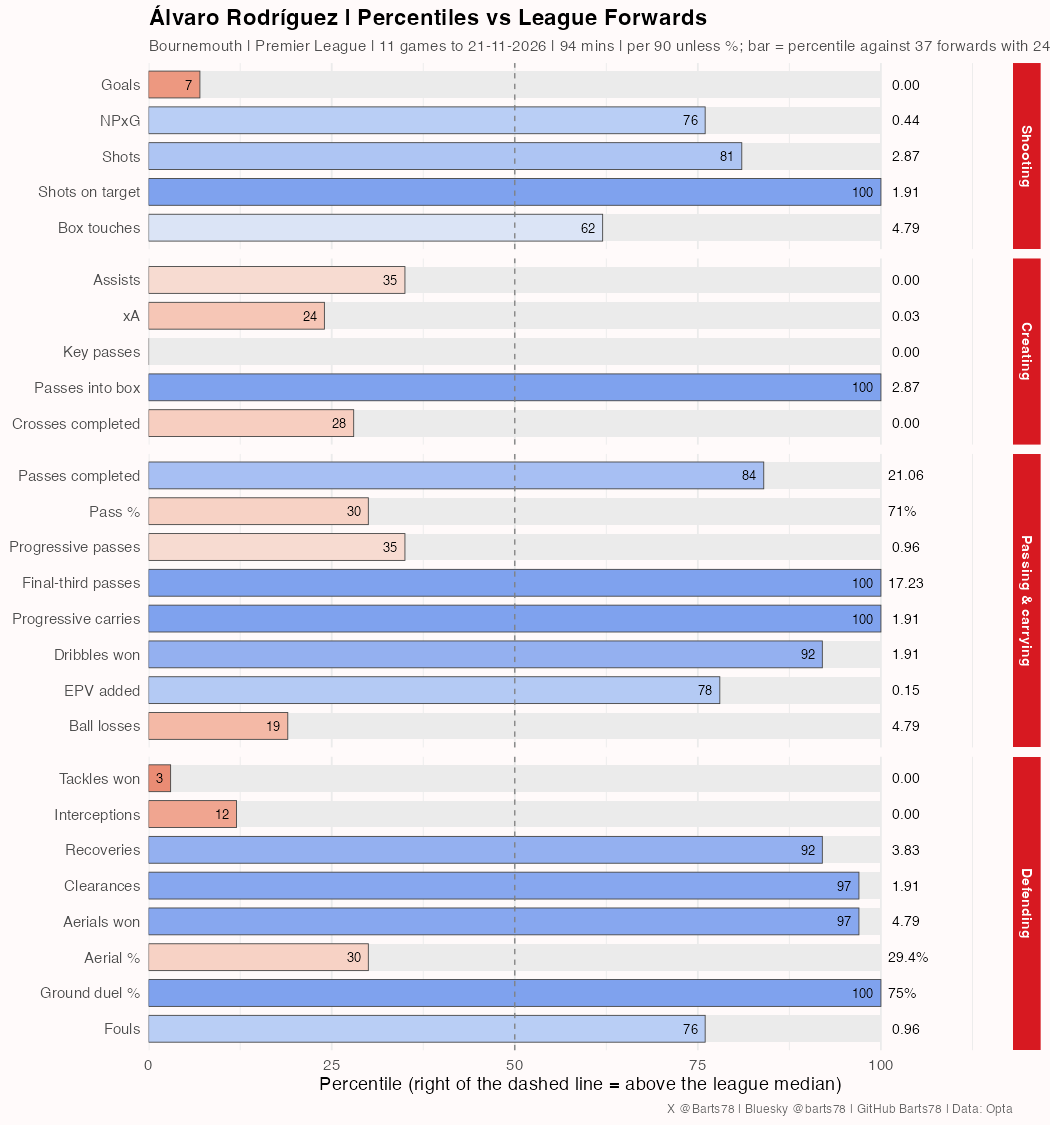 Álvaro Rodríguez | Percentiles vs League Forwards
Bournemouth | Premier League | 11 games to 21-11-2026 | 94 mins | per 90 unless %; bar = percentile against 37 forwards with 24
Goals 7 0.00
NPxG 76 0.44
Shots 81 2.87
Shots on target 100 1.91
Box touches 62 4.79
Shooting
Assists 35 0.00
xA 24 0.03
Key passes 0.00
Passes into box 100 2.87
Crosses completed 28 0.00
Creating
Passes completed 84 21.06
Pass % 30 71%
Progressive passes 35 0.96
Final-third passes 100 17.23
Progressive carries 100 1.91
Dribbles won 92 1.91
EPV added 78 0.15
Ball losses 19 4.79
Passing & carrying
Tackles won 3 0.00
Interceptions 12 0.00
Recoveries 92 3.83
Clearances 97 1.91
Aerials won 97 4.79
Aerial % 30 29.4%
Ground duel % 100 75%
Fouls 76 0.96
Defending
0 25 50 75 100
Percentile (right of the dashed line = above the league median)
X @Barts78 | Bluesky @barts78 | GitHub Barts78 | Data: Opta